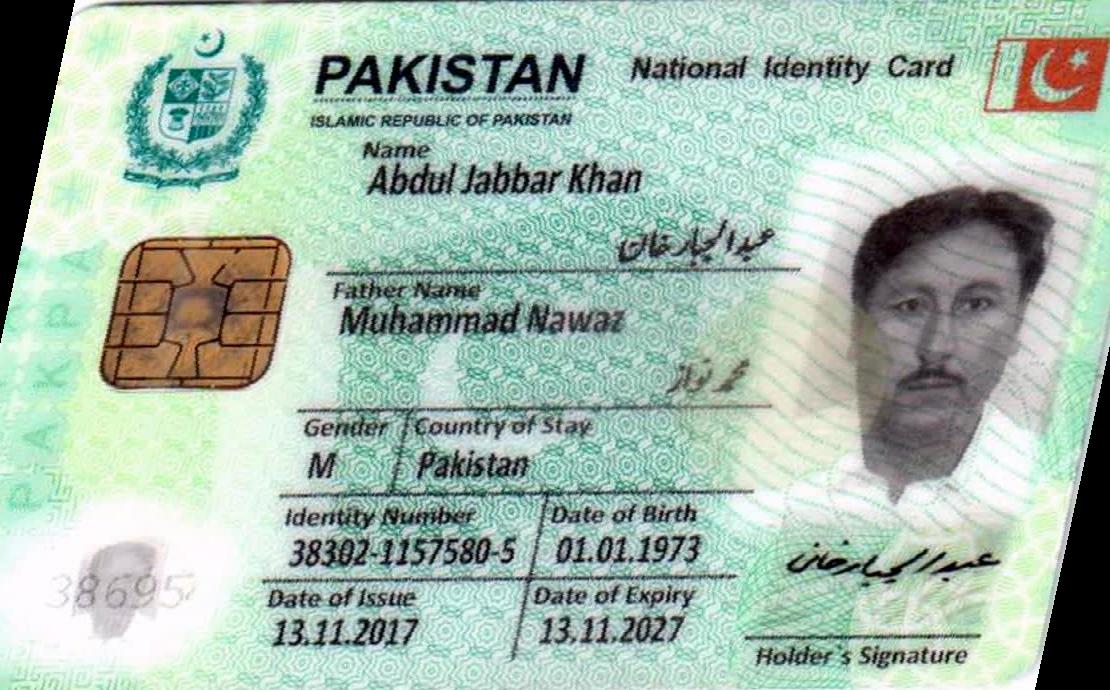 PAKISTAN National Identity Card
ISLAMIC REPUBLIC OF PAKISTAN
Name
Abdul Jabbar Khan
عبدالجبار خان
Father Name
Muhammad Nawaz
محمد نواز
Gender Country of Stay
M Pakistan
Identity Number Date of Birth
38302-1157580-5 01.01.1973
Date of Issue Date of Expiry
13.11.2017 13.11.2027
38695
عبدالجبار خان
Holder's Signature
PAKPA